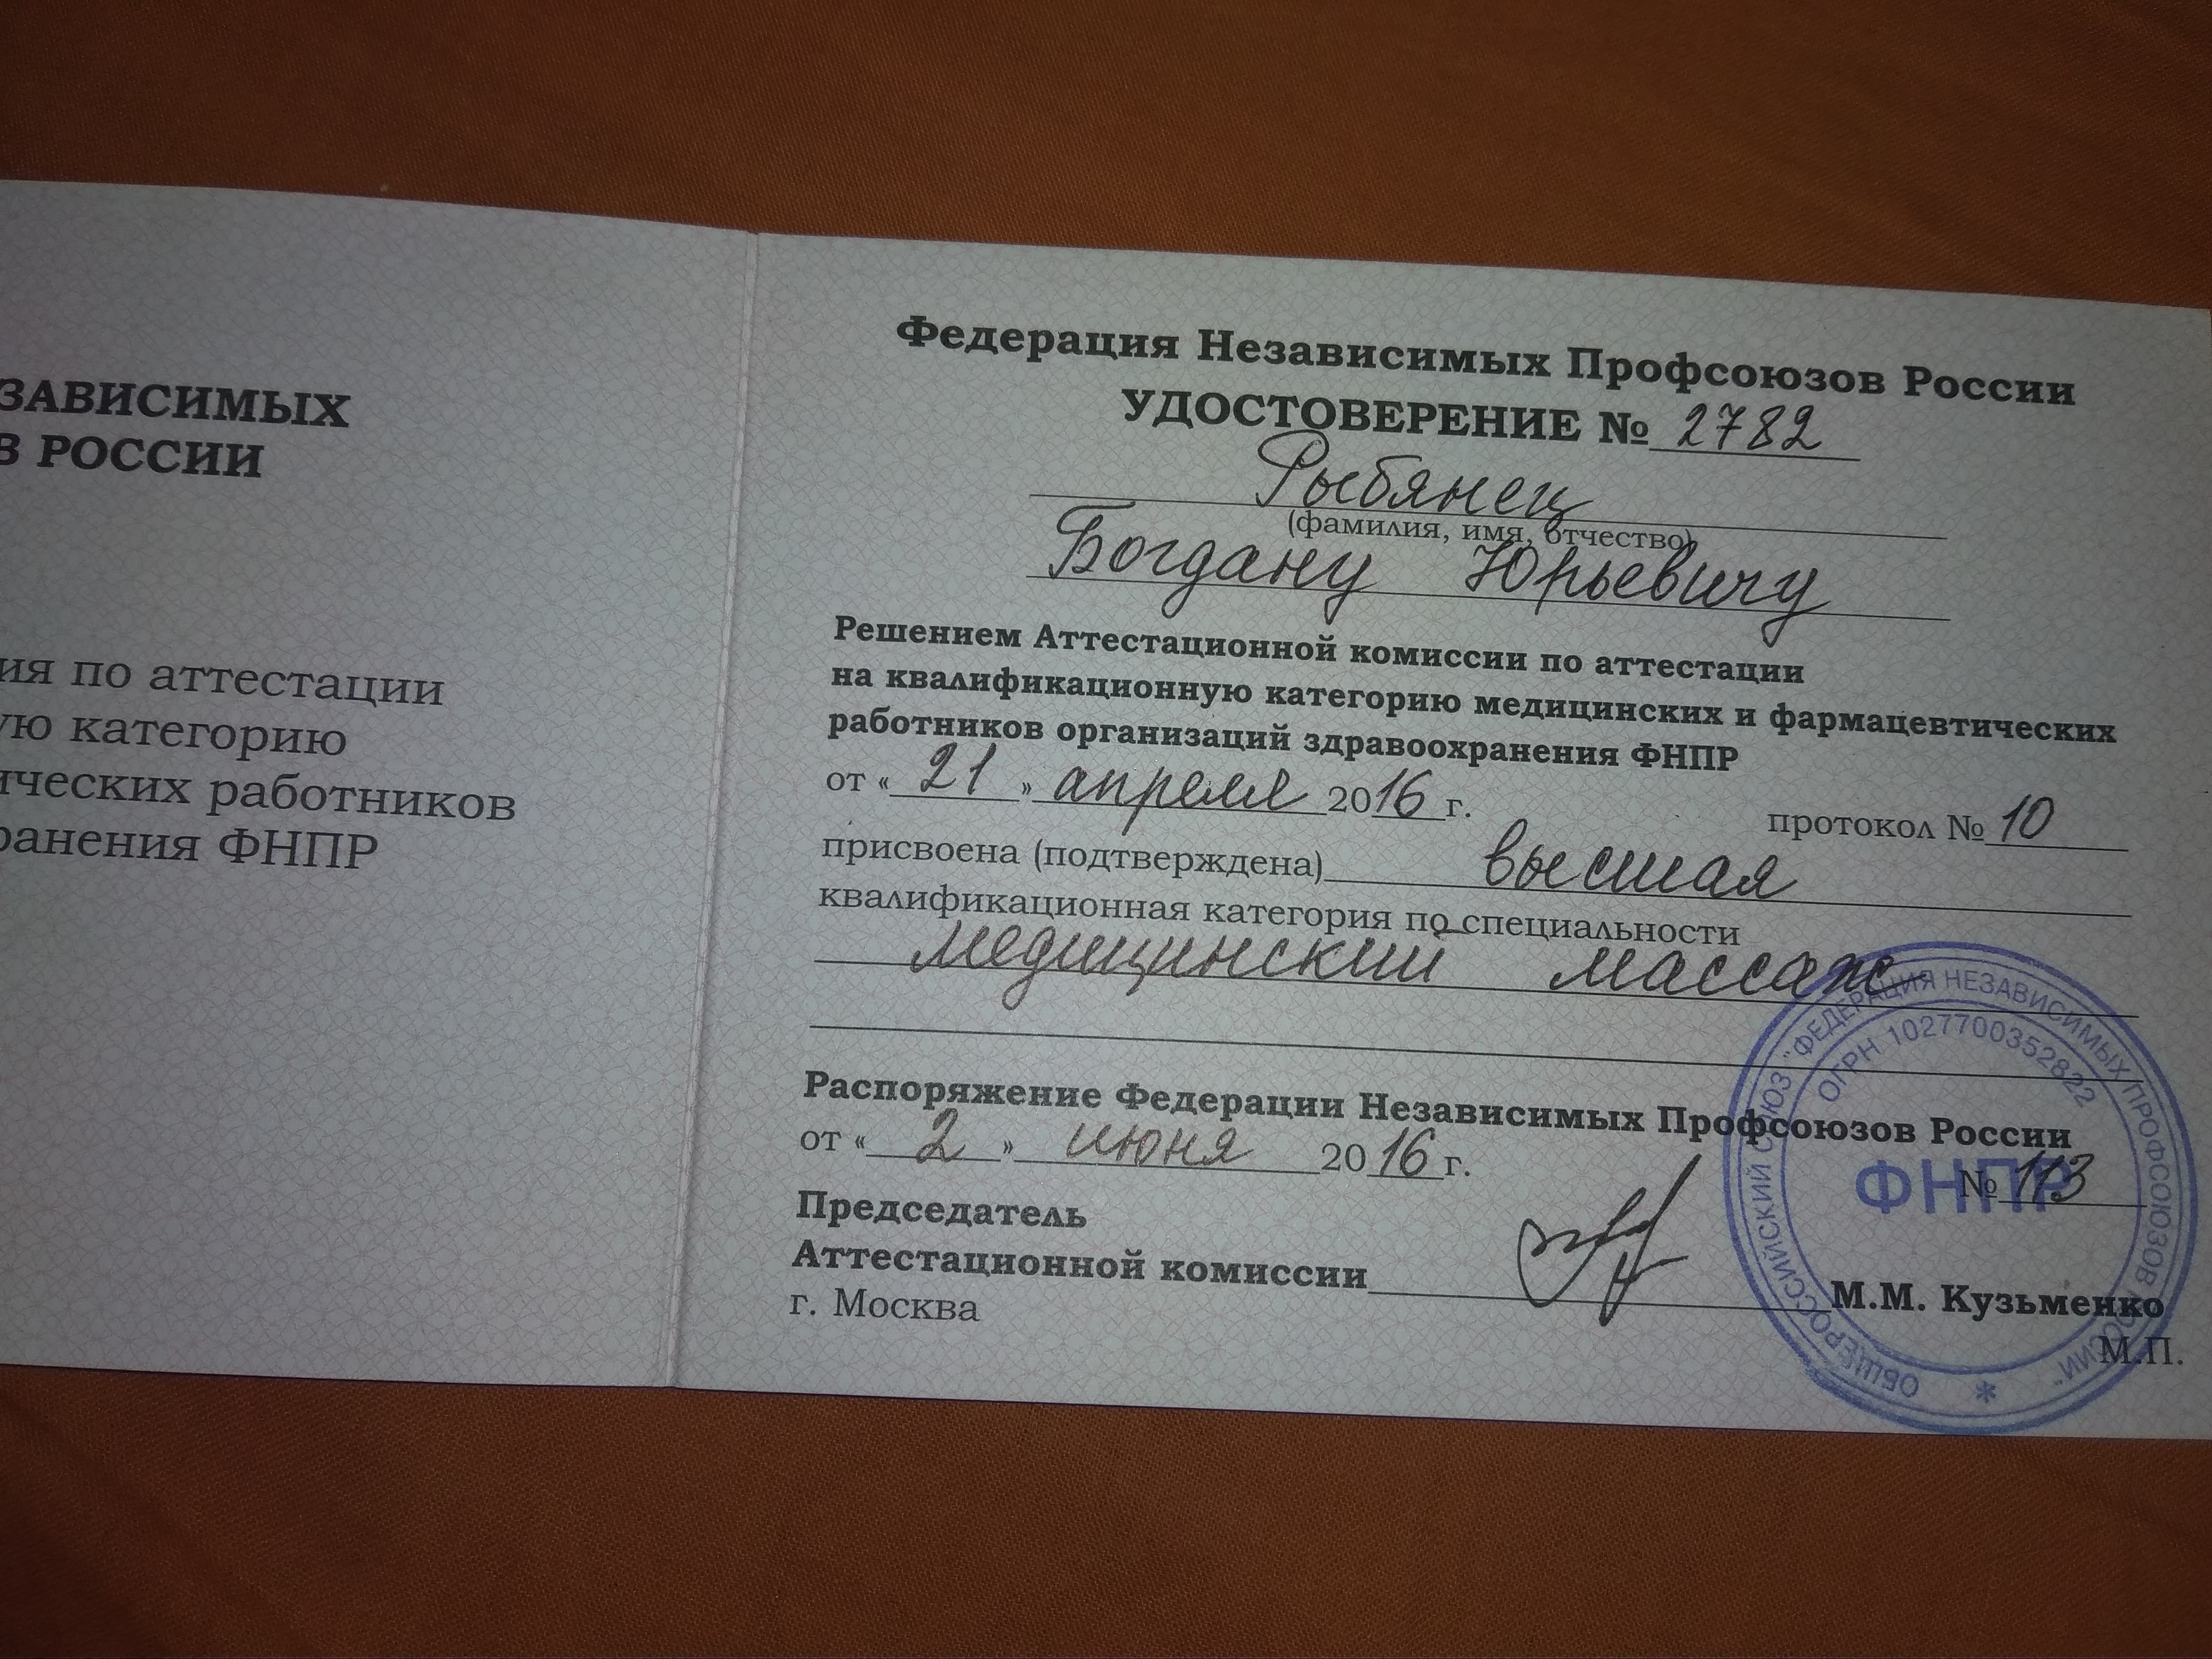 ЗАВИСИМЫХ
В РОССИИ
ия по аттестации
ую категорию
ических работников
ранения ФНПР
Федерация Независимых Профсоюзов России
УДОСТОВЕРЕНИЕ № 2782
Рыбянец
(фамилия, имя, отчество)
Богдану Юрьевичу
Решением Аттестационной комиссии по аттестации
на квалификационную категорию медицинских и фармацевтических
работников организаций здравоохранения ФНПР
от « 21 » апреля 2016 г. протокол № 10
присвоена (подтверждена) высшая
квалификационная категория по специальности
медицинский массаж
Распоряжение Федерации Независимых Профсоюзов России
от « 2 » июня 2016 г. № 113
Председатель
Аттестационной комиссии М.М. Кузьменко
г. Москва
М.П.
ОБЩЕРОССИЙСКИЙ СОЮЗ "ФЕДЕРАЦИЯ НЕЗАВИСИМЫХ ПРОФСОЮЗОВ РОССИИ"
ОГРН 1027700352822
ФНПР